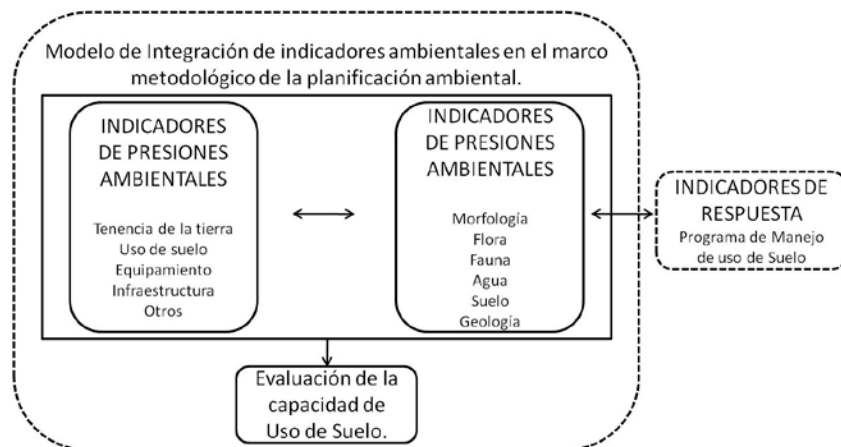 Modelo de Integración de indicadores ambientales en el marco
metodológico de la planificación ambiental.
INDICADORES
DE PRESIONES
AMBIENTALES
Tenencia de la tierra
Uso de suelo
Equipamiento
Infraestructura
Otros
INDICADORES
DE PRESIONES
AMBIENTALES
Morfología
Flora
Fauna
Agua
Suelo
Geología
INDICADORES DE
RESPUESTA
Programa de Manejo
de uso de Suelo
Evaluación de la
capacidad de
Uso de Suelo.